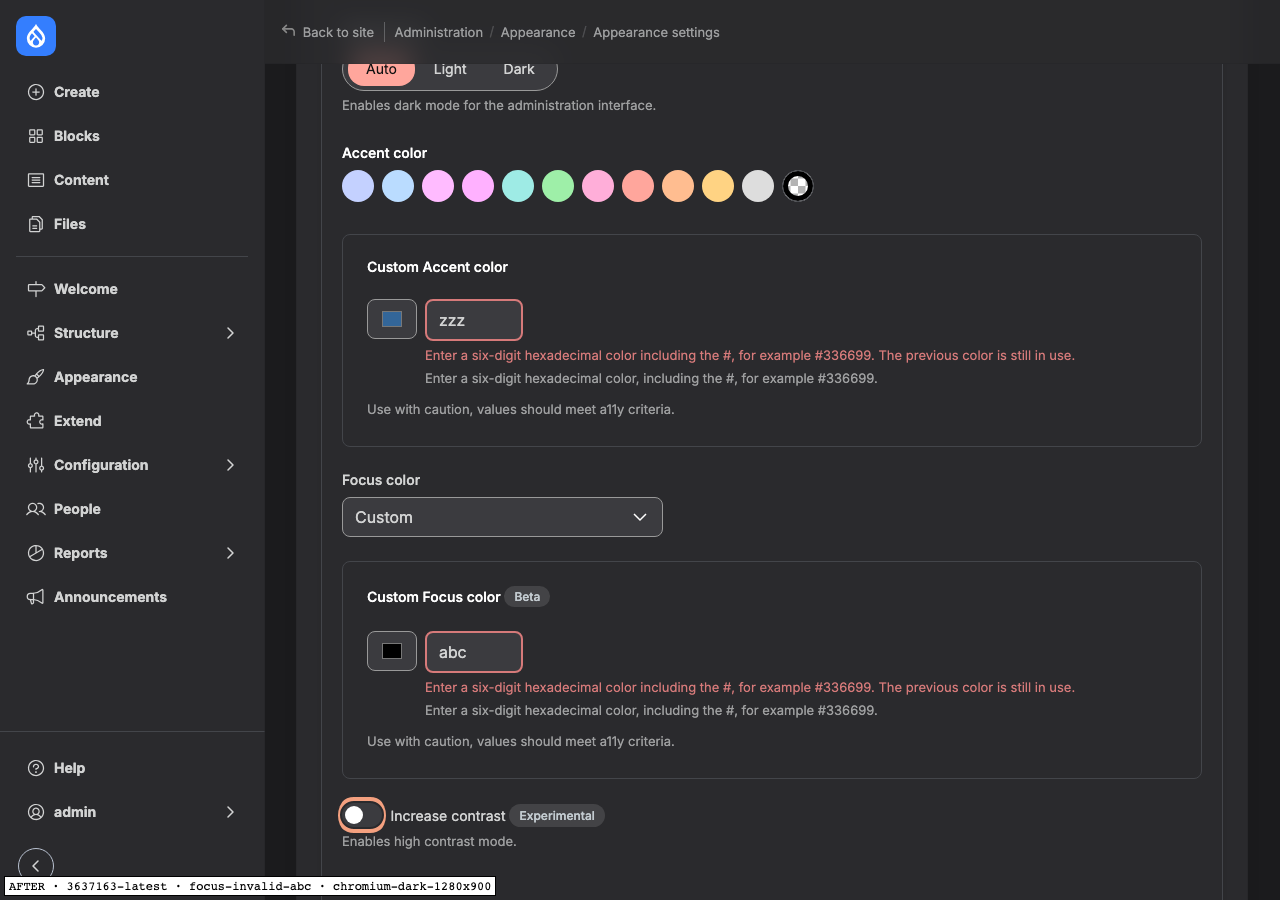 Back to site
Administration / Appearance / Appearance settings
Create
Blocks
Content
Files
Welcome
Structure
Appearance
Extend
Configuration
People
Reports
Announcements
Help
admin
Auto Light Dark
Enables dark mode for the administration interface.
Accent color
Custom Accent color
zzz
Enter a six-digit hexadecimal color including the #, for example #336699. The previous color is still in use.
Enter a six-digit hexadecimal color, including the #, for example #336699.
Use with caution, values should meet a11y criteria.
Focus color
Custom
Custom Focus color Beta
abc
Enter a six-digit hexadecimal color including the #, for example #336699. The previous color is still in use.
Enter a six-digit hexadecimal color, including the #, for example #336699.
Use with caution, values should meet a11y criteria.
Increase contrast Experimental
Enables high contrast mode.
AFTER · 3637163-latest · focus-invalid-abc · chromium-dark-1280x900